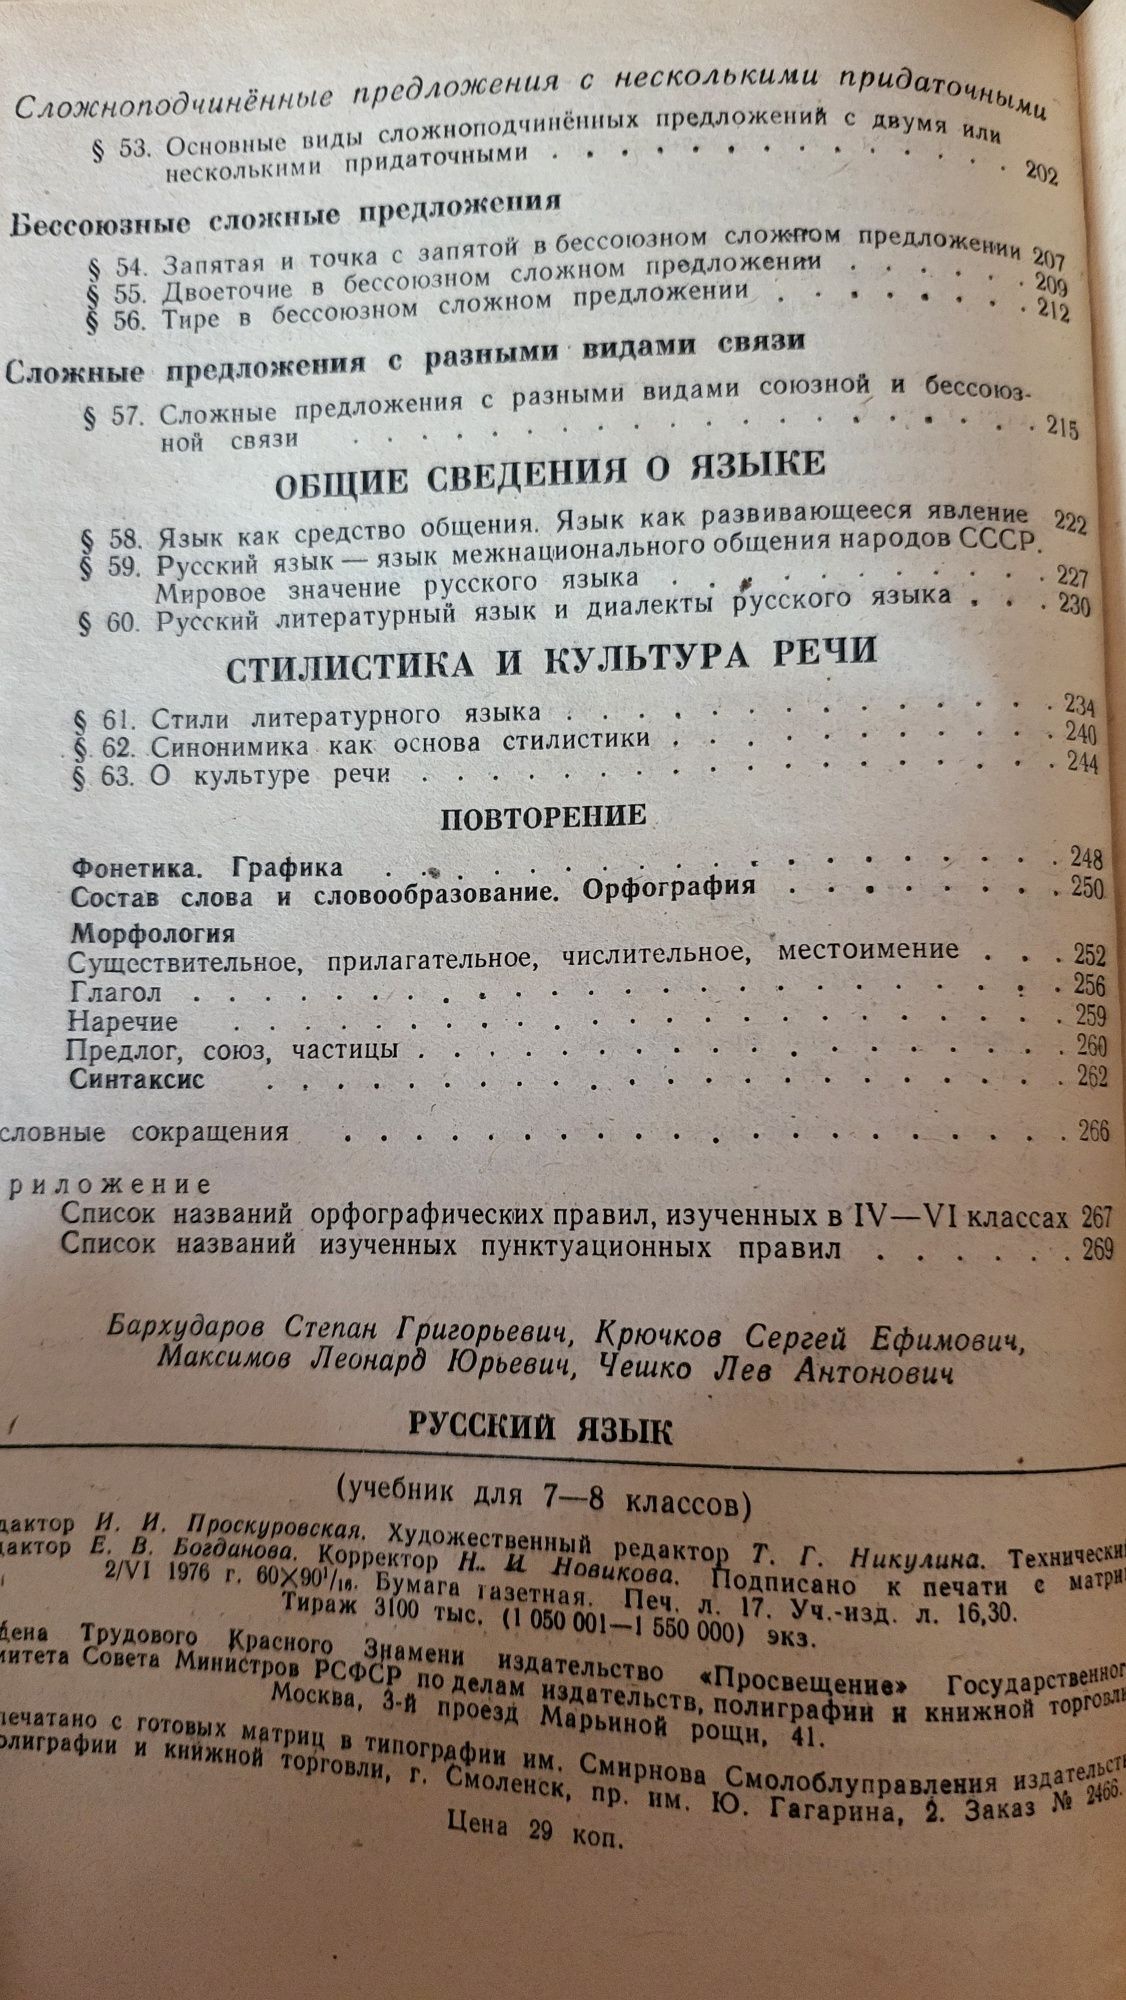 Сложноподчинённые предложения с несколькими придаточными
§ 53. Основные виды сложноподчинённых предложений с двумя или
несколькими придаточными . . . . . . . . . . . . . . 202
Бессоюзные сложные предложения
§ 54. Запятая и точка с запятой в бессоюзном сложном предложении 207
§ 55. Двоеточие в бессоюзном сложном предложении . . . . . . 209
§ 56. Тире в бессоюзном сложном предложении . . . . . . . . 212
Сложные предложения с разными видами связи
§ 57. Сложные предложения с разными видами союзной и бессоюз-
ной связи . . . . . . . . . . . . . . . . . . . . 215
ОБЩИЕ СВЕДЕНИЯ О ЯЗЫКЕ
§ 58. Язык как средство общения. Язык как развивающееся явление 222
§ 59. Русский язык — язык межнационального общения народов СССР.
Мировое значение русского языка . . . . . . . . . . . 227
§ 60. Русский литературный язык и диалекты русского языка . . . 230
СТИЛИСТИКА И КУЛЬТУРА РЕЧИ
§ 61. Стили литературного языка . . . . . . . . . . . . . . 234
§ 62. Синонимика как основа стилистики . . . . . . . . . . . 240
§ 63. О культуре речи . . . . . . . . . . . . . . . . . . 244
ПОВТОРЕНИЕ
Фонетика. Графика . . . . . . . . . . . . . . . . . . . 248
Состав слова и словообразование. Орфография . . . . . . . . 250
Морфология
Существительное, прилагательное, числительное, местоимение . . . 252
Глагол . . . . . . . . . . . . . . . . . . . . . . . . 256
Наречие . . . . . . . . . . . . . . . . . . . . . . . 259
Предлог, союз, частицы . . . . . . . . . . . . . . . . . . 260
Синтаксис . . . . . . . . . . . . . . . . . . . . . . 262
словные сокращения . . . . . . . . . . . . . . . . . . . 266
риложение
Список названий орфографических правил, изученных в IV—VI классах 267
Список названий изученных пунктуационных правил . . . . . . 269
Бархударов Степан Григорьевич, Крючков Сергей Ефимович,
Максимов Леонард Юрьевич, Чешко Лев Антонович
РУССКИЙ ЯЗЫК
(учебник для 7—8 классов)
дактор И. И. Проскуровская. Художественный редактор Т. Г. Никулина. Технический
дактор Е. В. Богданова. Корректор Н. И. Новикова. Подписано к печати с матриц
2/VI 1976 г. 60×90¹/₁₆. Бумага газетная. Печ. л. 17. Уч.-изд. л. 16,30.
Тираж 3100 тыс. (1 050 001—1 550 000) экз.
дена Трудового Красного Знамени издательство «Просвещение» Государственного
митета Совета Министров РСФСР по делам издательств, полиграфии и книжной торговли.
Москва, 3-й проезд Марьиной рощи, 41.
печатано с готовых матриц в типографии им. Смирнова Смолоблуправления издательств,
олиграфии и книжной торговли, г. Смоленск, пр. им. Ю. Гагарина, 2. Заказ № 2466.
Цена 29 коп.